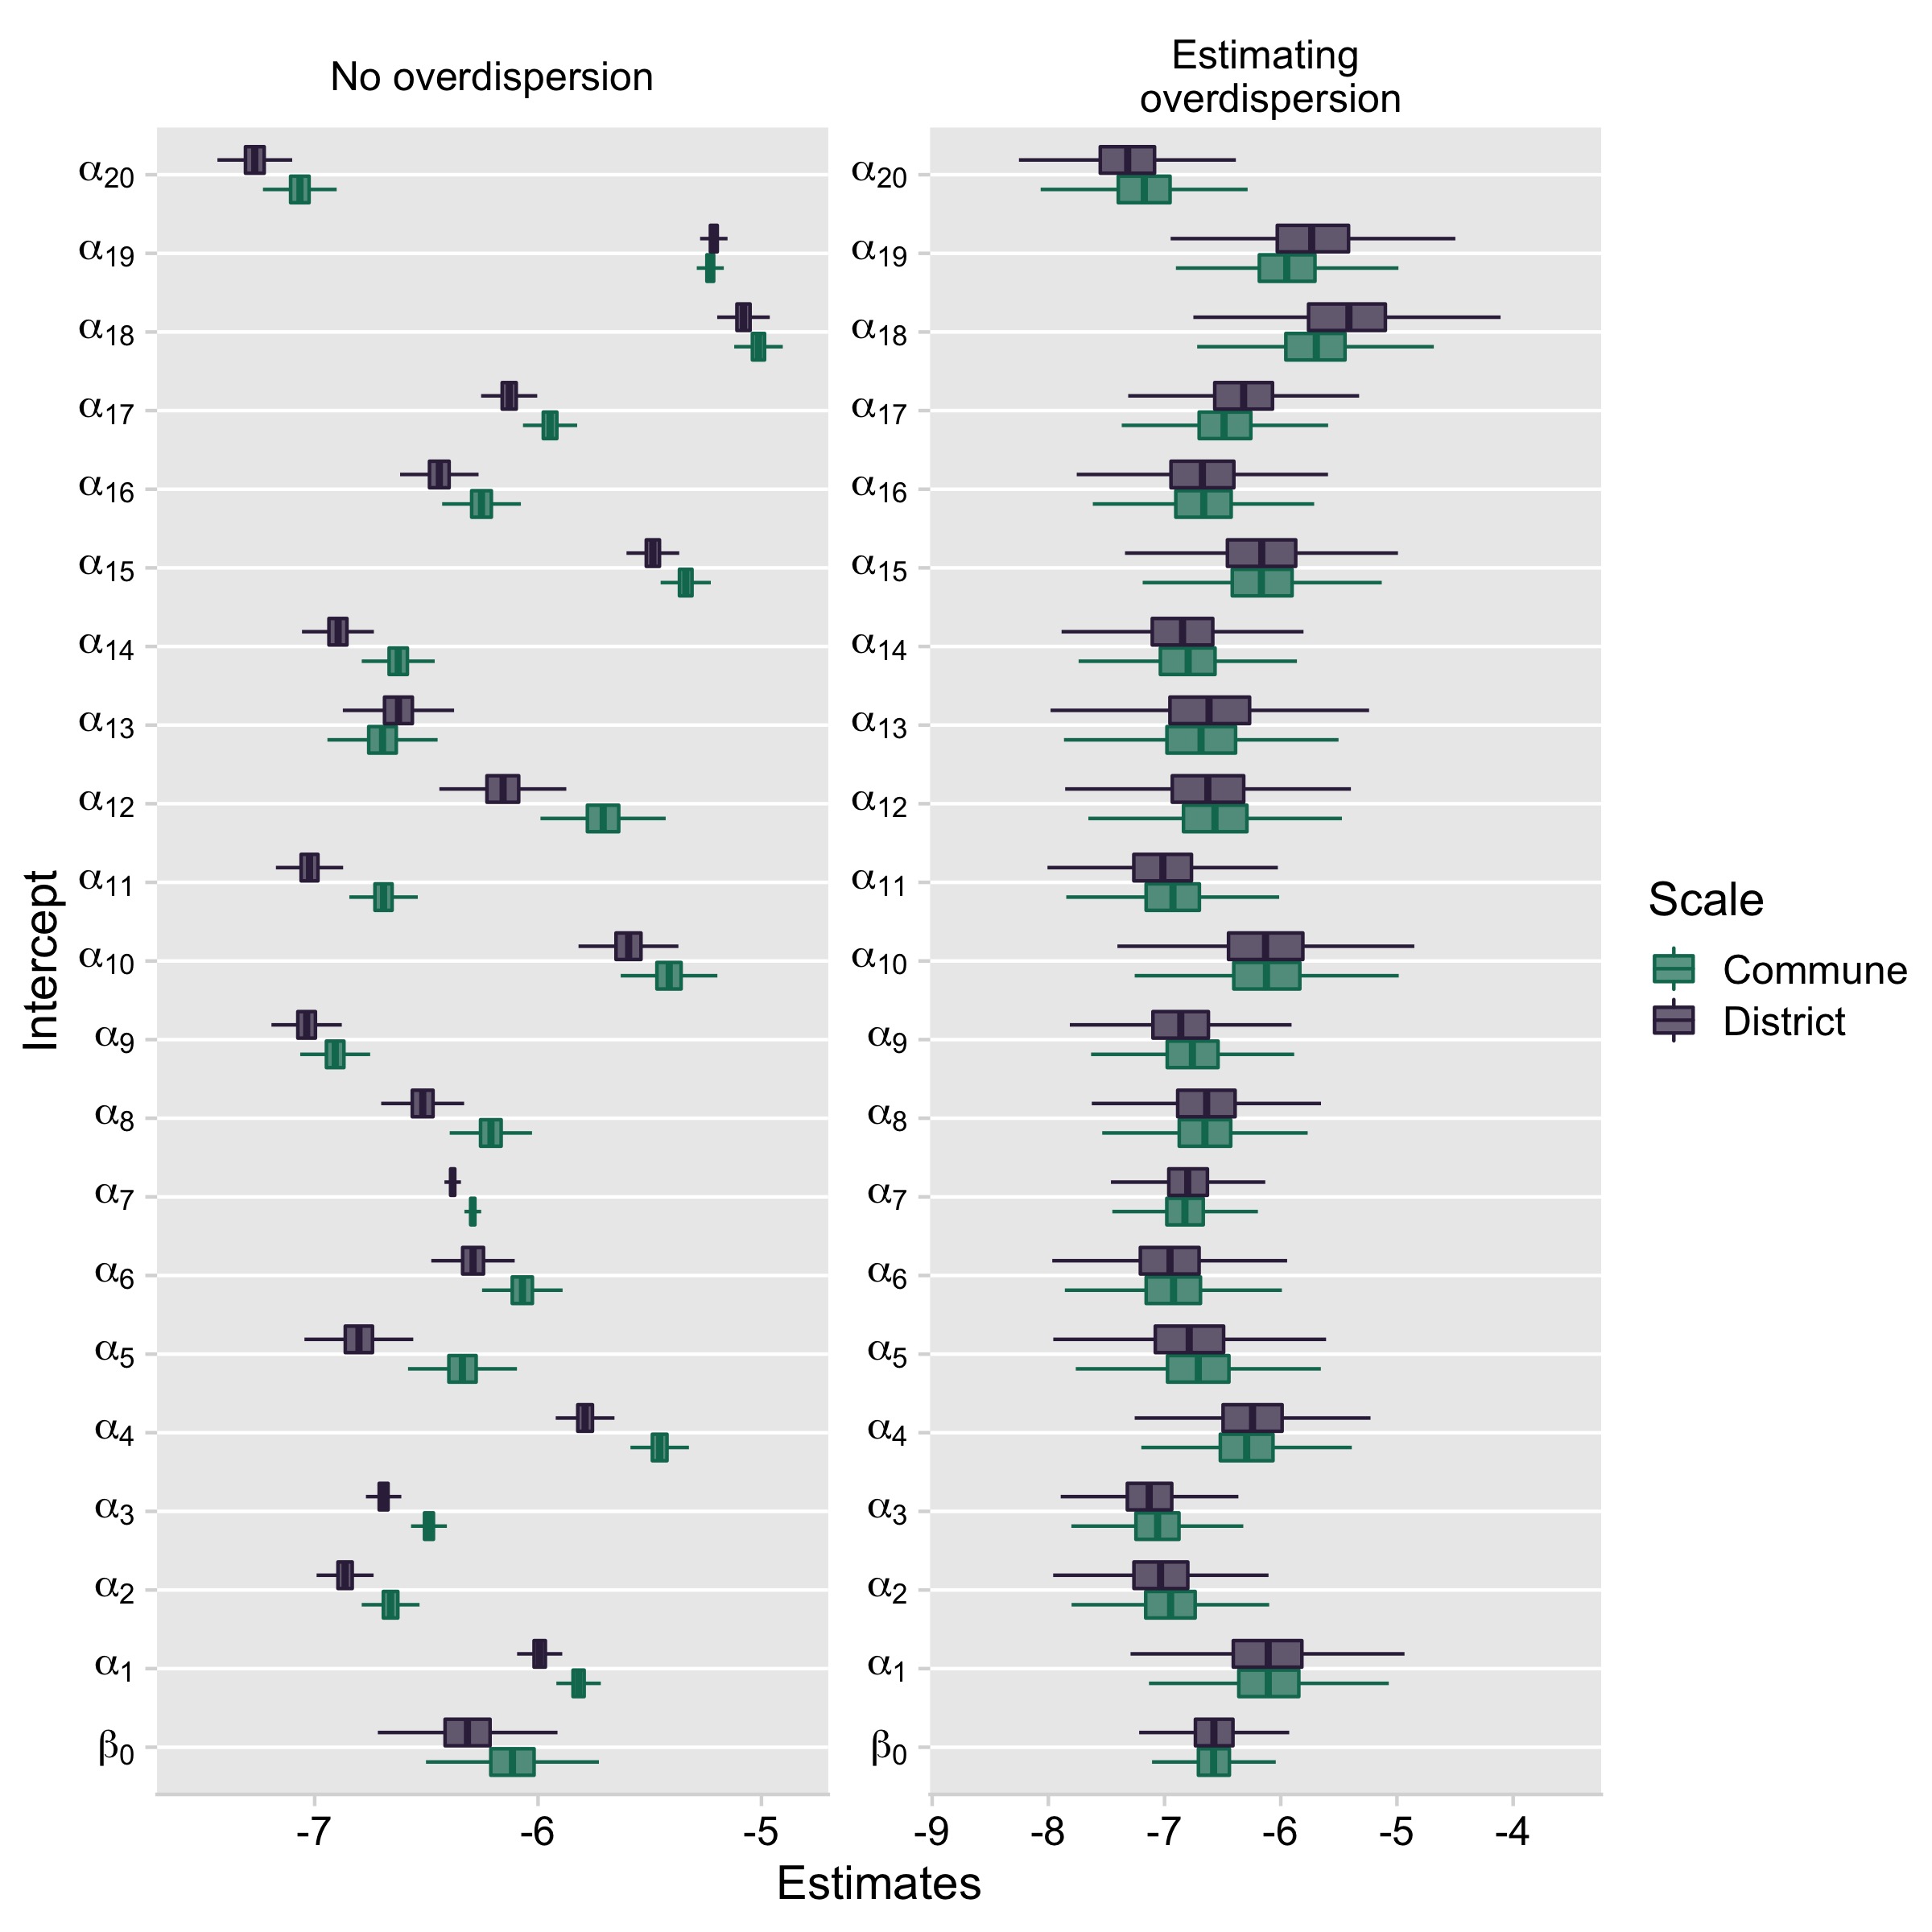 No overdispersion
Estimating
overdispersion
Intercept
α20
α19
α18
α17
α16
α15
α14
α13
α12
α11
α10
α9
α8
α7
α6
α5
α4
α3
α2
α1
β0
α20
α19
α18
α17
α16
α15
α14
α13
α12
α11
α10
α9
α8
α7
α6
α5
α4
α3
α2
α1
β0
-7 -6 -5
-9 -8 -7 -6 -5 -4
Estimates
Scale
Commune
District